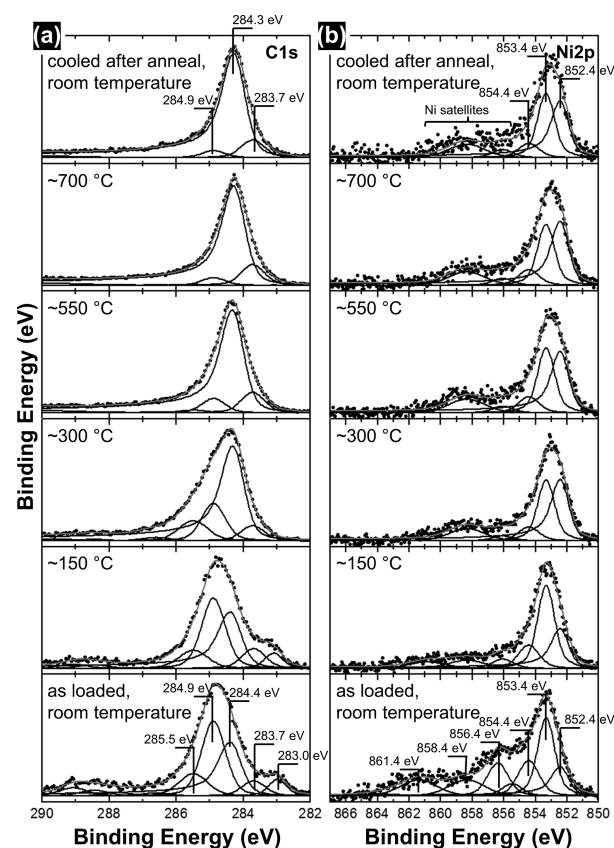 (a)
284.3 eV
C1s
cooled after anneal,
room temperature
284.9 eV
283.7 eV
~700 °C
~550 °C
~300 °C
~150 °C
as loaded,
room temperature
284.9 eV
284.4 eV
285.5 eV
283.7 eV
283.0 eV
290 288 286 284 282
Binding Energy (eV)
Binding Energy (eV)
(b)
853.4 eV
Ni2p
cooled after anneal,
room temperature
852.4 eV
854.4 eV
Ni satellites
~700 °C
~550 °C
~300 °C
~150 °C
as loaded,
room temperature
853.4 eV
854.4 eV
852.4 eV
856.4 eV
858.4 eV
861.4 eV
866 864 862 860 858 856 854 852 850
Binding Energy (eV)